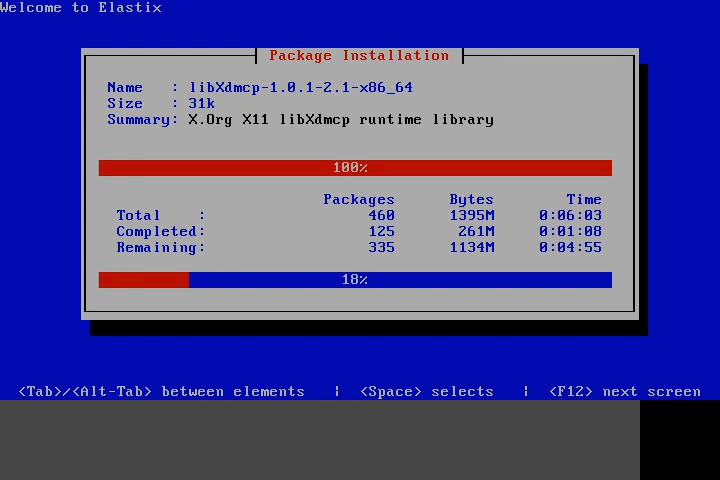 Welcome to Elastix
Package Installation
Name : libXdmcp-1.0.1-2.1-x86_64
Size : 31k
Summary: X.Org X11 libXdmcp runtime library
100%
Packages Bytes Time
Total : 460 1395M 0:06:03
Completed: 125 261M 0:01:08
Remaining: 335 1134M 0:04:55
18%
<Tab>/<Alt-Tab> between elements | <Space> selects | <F12> next screen